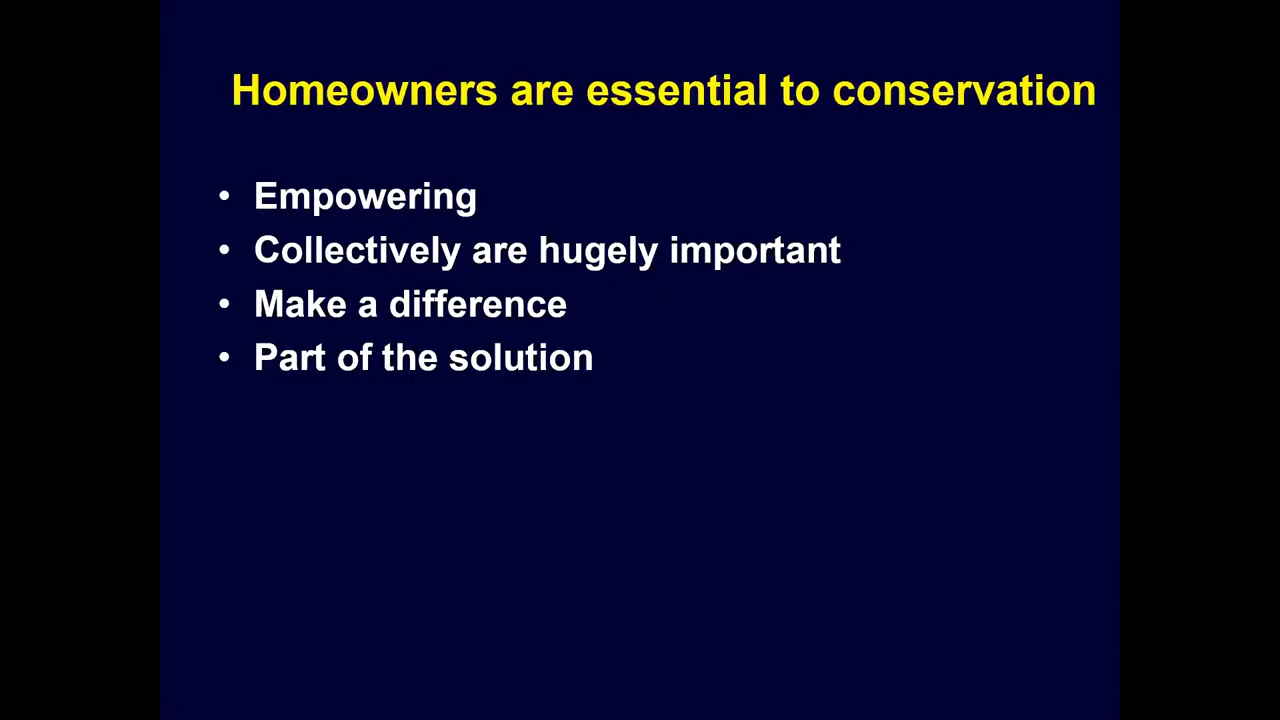 Homeowners are essential to conservation
• Empowering
• Collectively are hugely important
• Make a difference
• Part of the solution